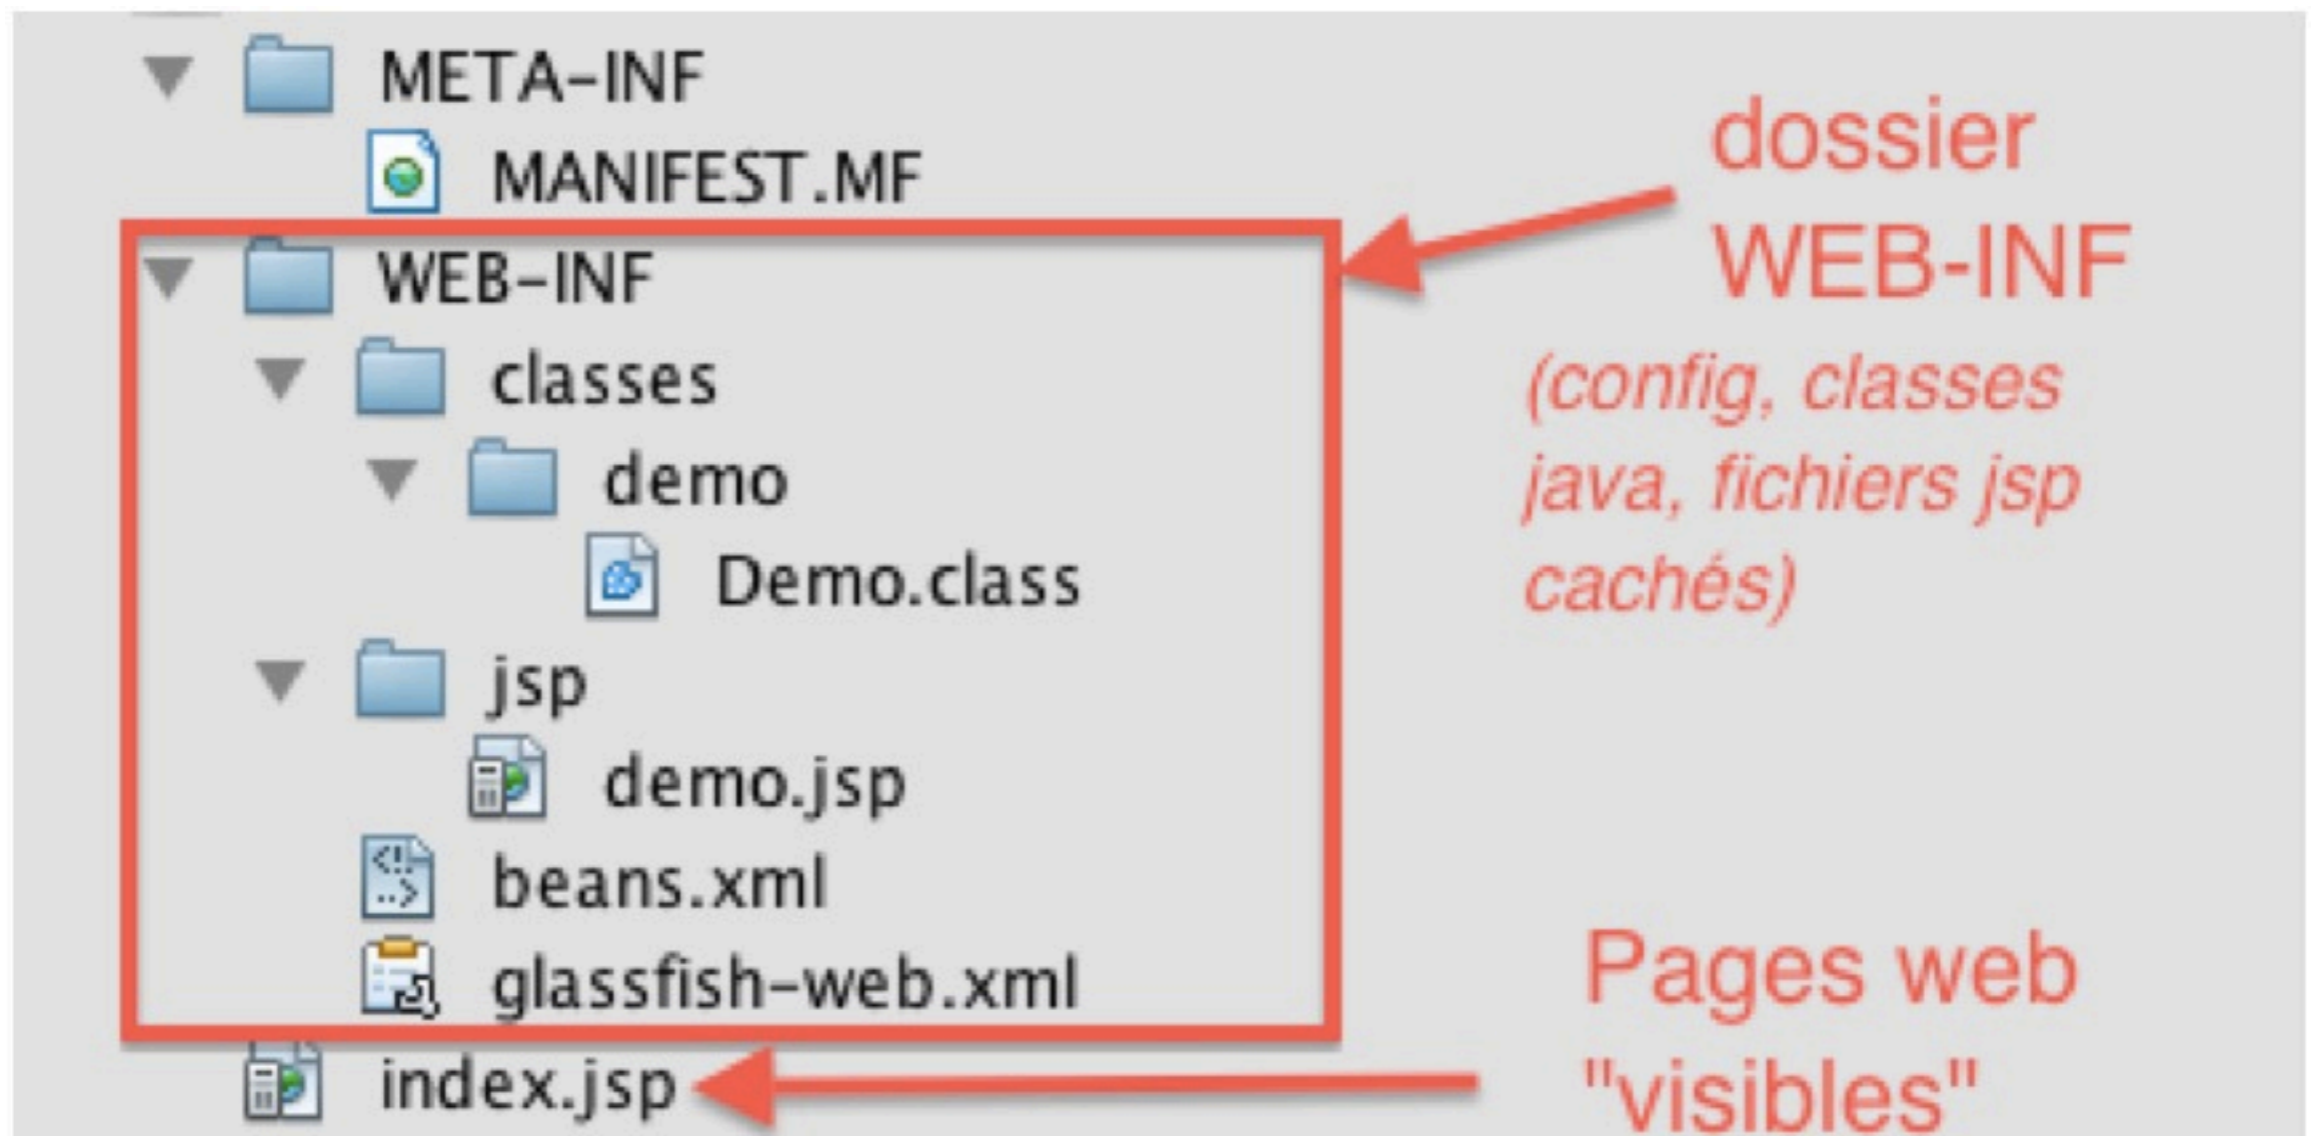 META-INF
MANIFEST.MF
WEB-INF
classes
demo
Demo.class
jsp
demo.jsp
beans.xml
glassfish-web.xml
index.jsp
dossier
WEB-INF
(config, classes
java, fichiers jsp
cachés)
Pages web
"visibles"